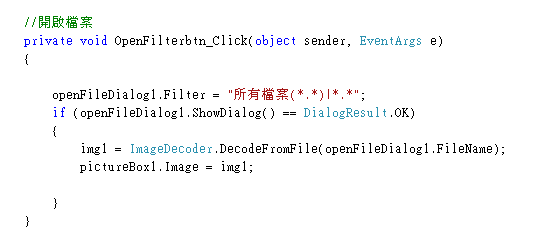 //開啟檔案
private void OpenFilterbtn_Click(object sender, EventArgs e)
{
openFileDialog1.Filter = "所有檔案(*.*)|*.*";
if (openFileDialog1.ShowDialog() == DialogResult.OK)
{
img1 = ImageDecoder.DecodeFromFile(openFileDialog1.FileName);
pictureBox1.Image = img1;
}
}